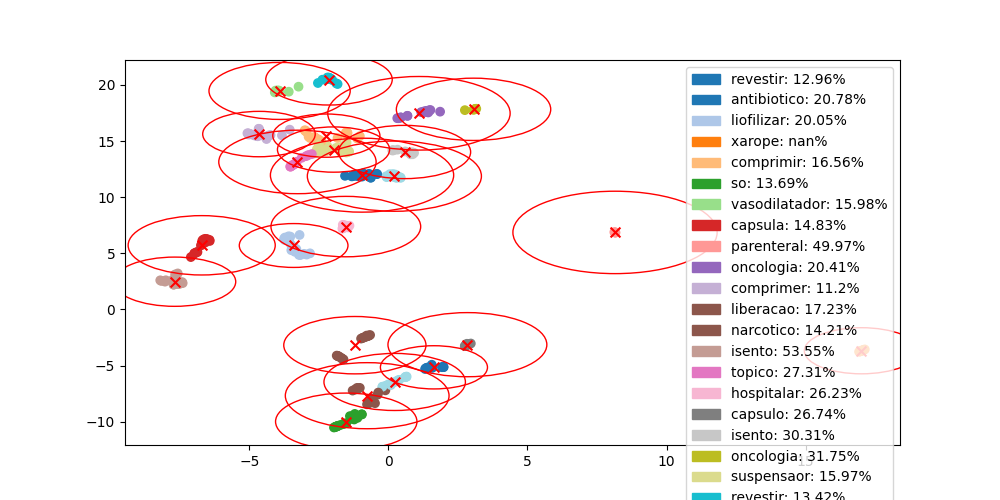 revestir: 12.96%
antibiotico: 20.78%
liofilizar: 20.05%
xarope: nan%
comprimir: 16.56%
so: 13.69%
vasodilatador: 15.98%
capsula: 14.83%
parenteral: 49.97%
oncologia: 20.41%
comprimer: 11.2%
liberacao: 17.23%
narcotico: 14.21%
isento: 53.55%
topico: 27.31%
hospitalar: 26.23%
capsulo: 26.74%
isento: 30.31%
oncologia: 31.75%
suspensaor: 15.97%
revestir: 13.42%
20
15
10
5
0
−5
−10
−5 0 5 10 15